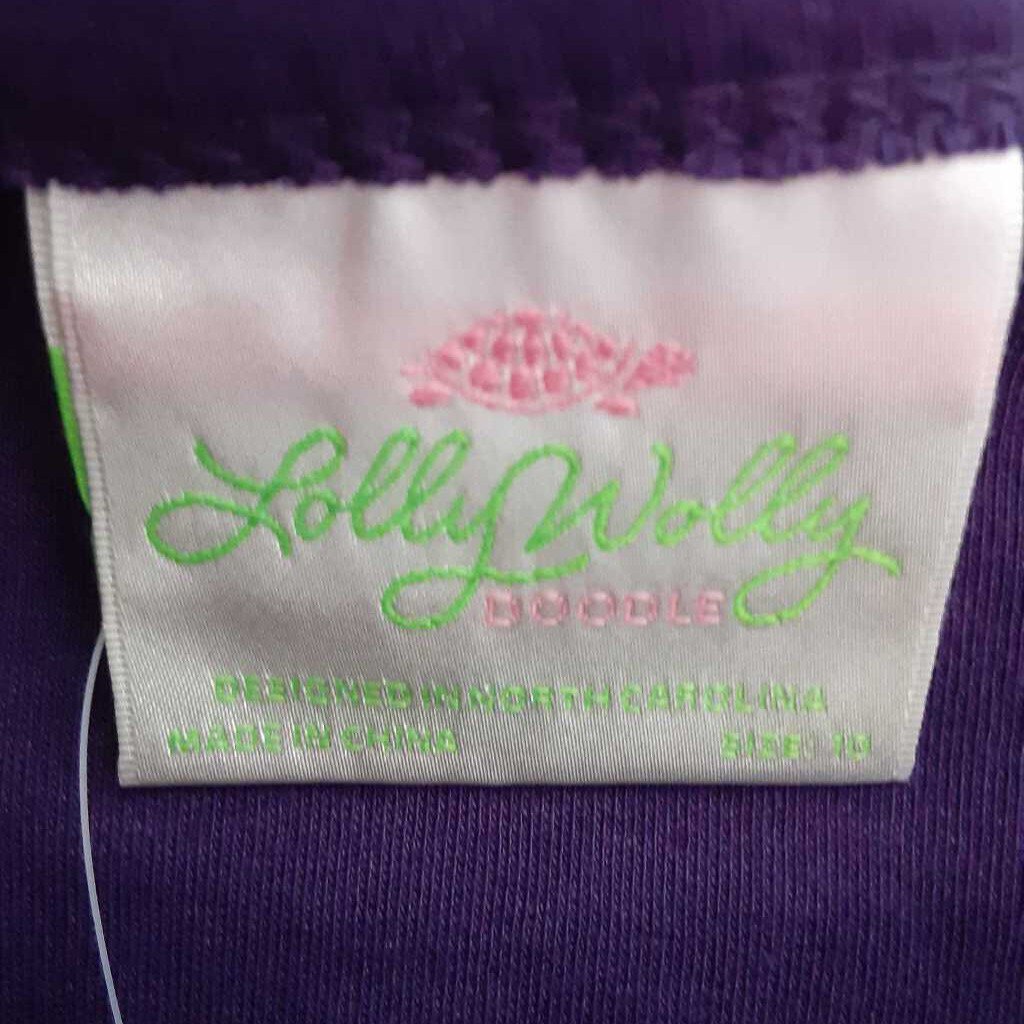 Lolly Wolly
DOODLE
DESIGNED IN NORTH CAROLINA
MADE IN CHINA SIZE: 10